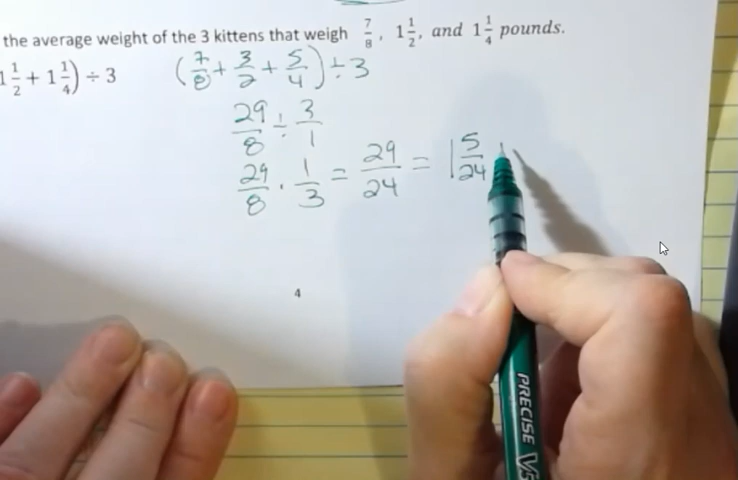 the average weight of the 3 kittens that weigh 7/8, 1 1/2, and 1 1/4 pounds.
1 1/2 + 1 1/4) ÷ 3 (7/8 + 3/2 + 5/4) ÷ 3
29/8 ÷ 3/1
29/8 · 1/3 = 29/24 = 1 5/24
4
PRECISE V5